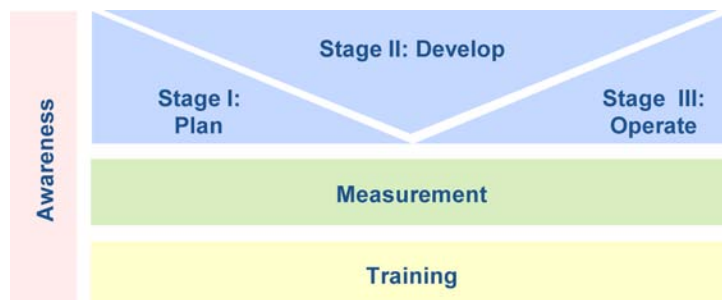 Awareness
Stage II: Develop
Stage I:
Plan
Stage III:
Operate
Measurement
Training